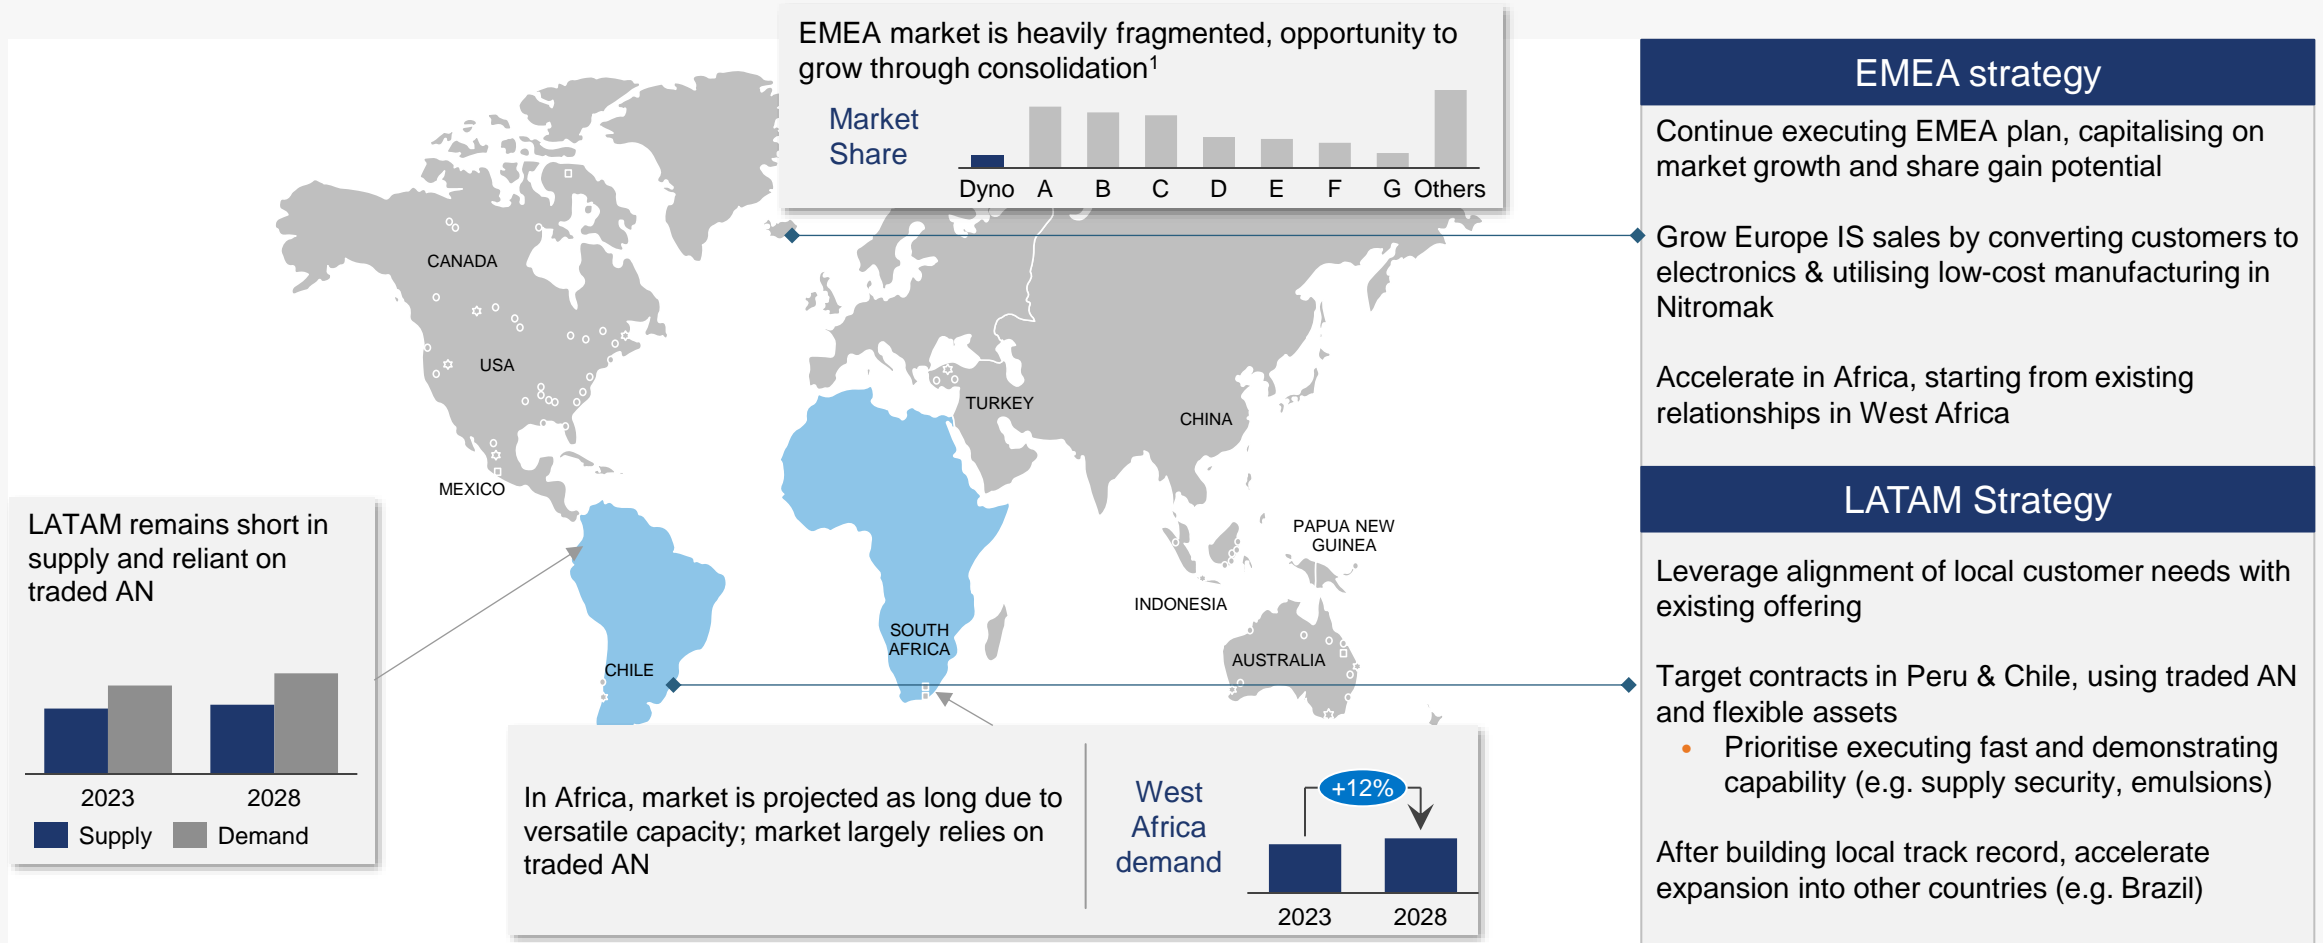 EMEA market is heavily fragmented, opportunity to
grow through consolidation1
Market
Share
Dyno A B C D E F G Others
EMEA strategy
Continue executing EMEA plan, capitalising on
market growth and share gain potential
Grow Europe IS sales by converting customers to
electronics & utilising low-cost manufacturing in
Nitromak
Accelerate in Africa, starting from existing
relationships in West Africa
LATAM Strategy
Leverage alignment of local customer needs with
existing offering
Target contracts in Peru & Chile, using traded AN
and flexible assets
• Prioritise executing fast and demonstrating
capability (e.g. supply security, emulsions)
After building local track record, accelerate
expansion into other countries (e.g. Brazil)
CANADA
USA
MEXICO
TURKEY
CHINA
PAPUA NEW
GUINEA
INDONESIA
AUSTRALIA
SOUTH
AFRICA
CHILE
LATAM remains short in
supply and reliant on
traded AN
2023 2028
Supply Demand
In Africa, market is projected as long due to
versatile capacity; market largely relies on
traded AN
West
Africa
demand
+12%
2023 2028